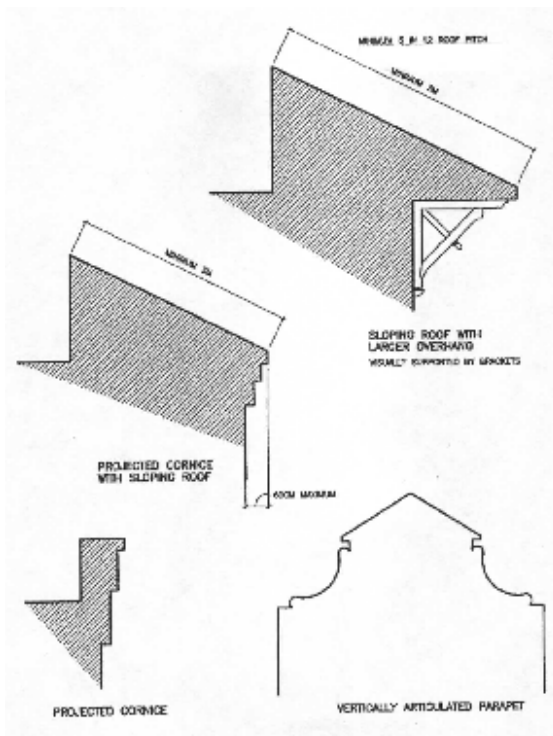 MINIMUM 5 IN 12 ROOF PITCH
MINIMUM 2M
SLOPING ROOF WITH
LARGER OVERHANG
VISUALLY SUPPORTED BY BRACKETS
MINIMUM 2M
PROJECTED CORNICE
WITH SLOPING ROOF
60CM MAXIMUM
PROJECTED CORNICE
VERTICALLY ARTICULATED PARAPET